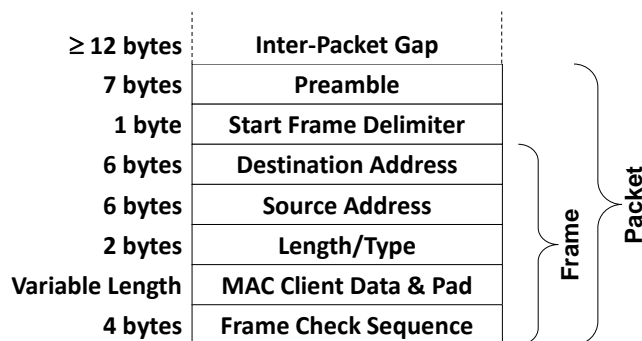 ≥ 12 bytes Inter-Packet Gap
7 bytes Preamble
1 byte Start Frame Delimiter
6 bytes Destination Address
6 bytes Source Address
2 bytes Length/Type
Variable Length MAC Client Data & Pad
4 bytes Frame Check Sequence
Frame
Packet